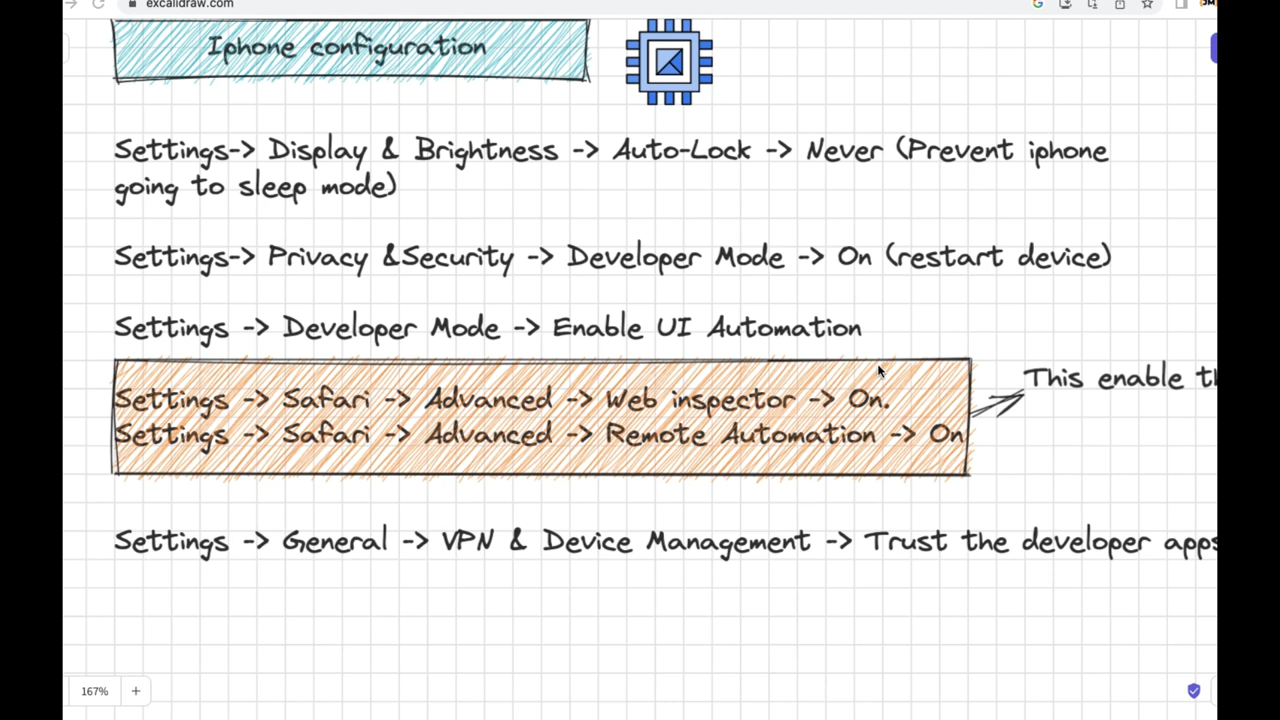 excalidraw.com
Iphone configuration
Settings-> Display & Brightness -> Auto-Lock -> Never (Prevent iphone
going to sleep mode)
Settings-> Privacy &Security -> Developer Mode -> On (restart device)
Settings -> Developer Mode -> Enable UI Automation
Settings -> Safari -> Advanced -> Web inspector -> On.
Settings -> Safari -> Advanced -> Remote Automation -> On
This enable
Settings -> General -> VPN & Device Management -> Trust the developer apps
167%